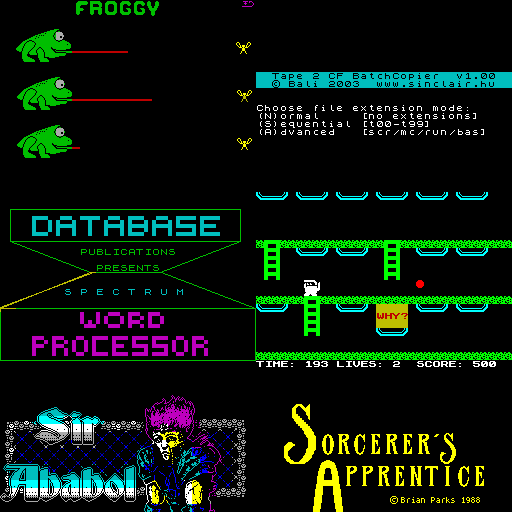 FROGGY
Tape 2 CF BatchCopier v1.00
© Bali 2003 www.sinclair.hu
Choose file extension mode:
(N)ormal [no extensions]
(S)equential [t00-t99]
(A)dvanced [scr/mc/run/bas]
DATABASE
PUBLICATIONS
PRESENTS
SPECTRUM
WORD
PROCESSOR
WHY?
TIME: 193 LIVES: 2 SCORE: 500
Sir
Ababol
SORCERER'S
APPRENTICE
© Brian Parks 1988